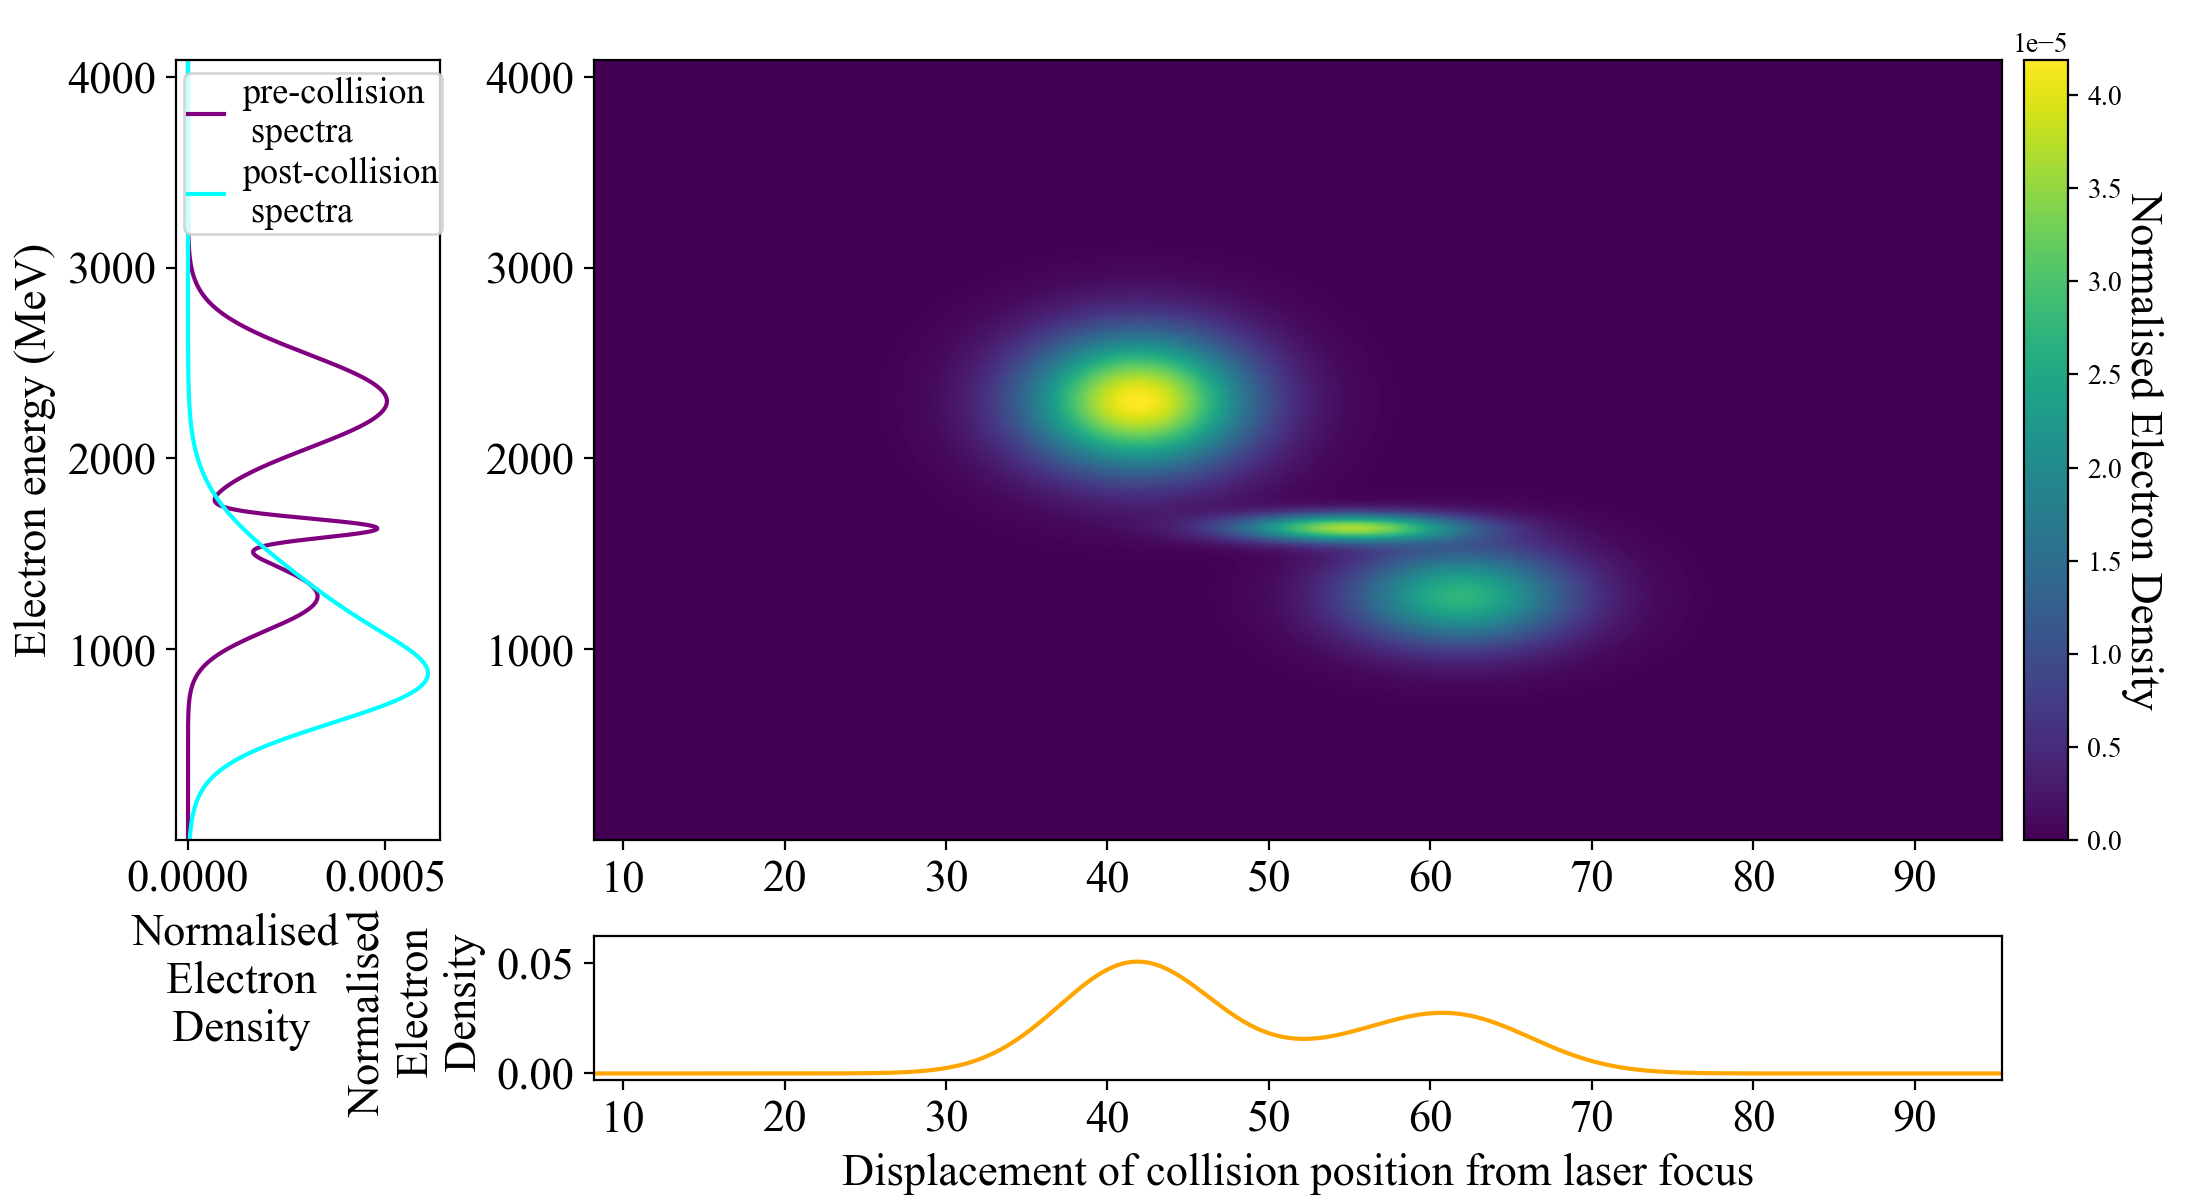 1e−5
4000
3000
2000
1000
Electron energy (MeV)
pre-collision
spectra
post-collision
spectra
0.0000 0.0005
Normalised
Electron
Density
4000
3000
2000
1000
10 20 30 40 50 60 70 80 90
4.0
3.5
3.0
2.5
2.0
1.5
1.0
0.5
0.0
Normalised Electron Density
Normalised
Electron
Density
0.05
0.00
10 20 30 40 50 60 70 80 90
Displacement of collision position from laser focus